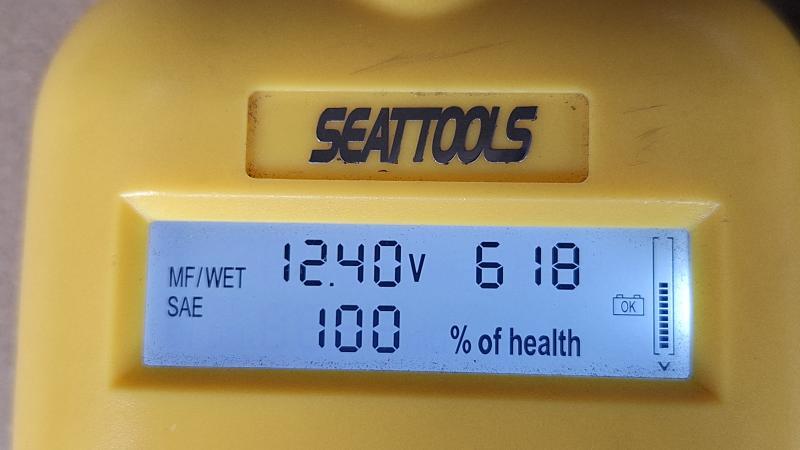 SEATTOOLS
MF/WET 12.40V 618
SAE
OK
100 % of health